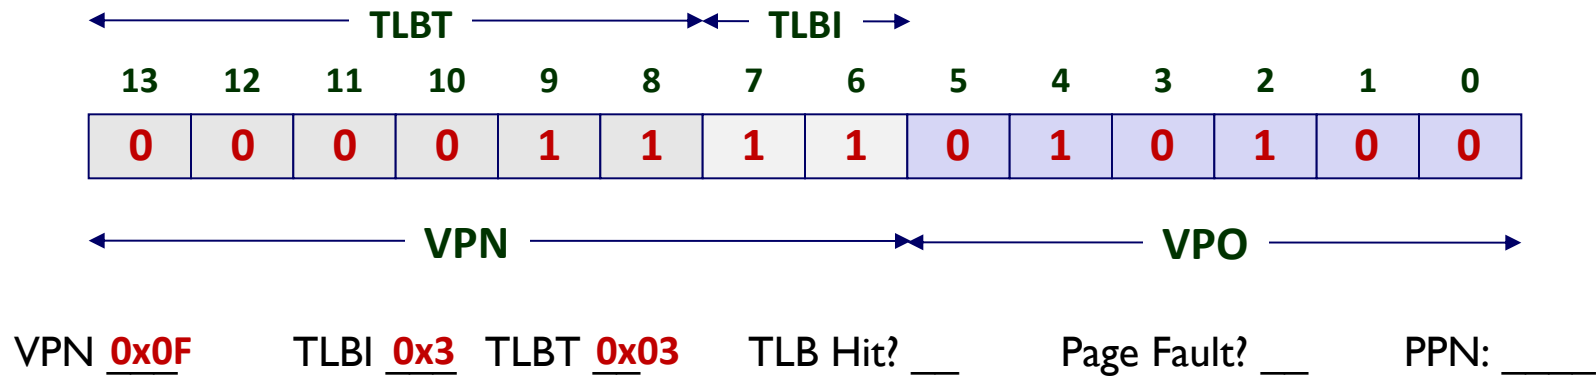 TLBT TLBI
13 12 11 10 9 8 7 6 5 4 3 2 1 0
0 0 0 0 1 1 1 1 0 1 0 1 0 0
VPN VPO
VPN 0x0F TLBI 0x3 TLBT 0x03 TLB Hit? __ Page Fault? __ PPN: ____